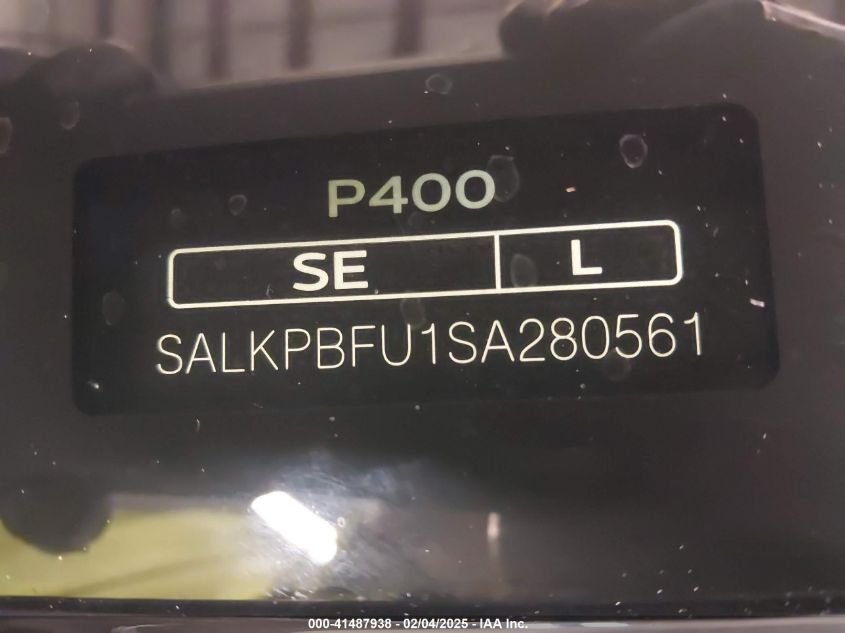 P400
SE L
SALKPBFU1SA280561
000-41487938 - 02/04/2025 - IAA Inc.